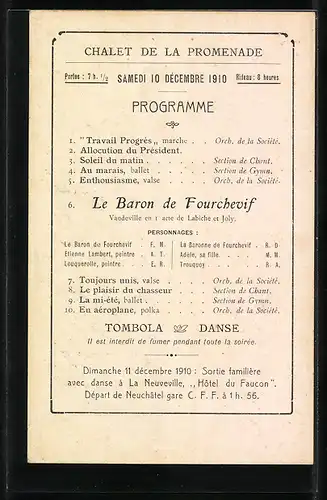 CHALET DE LA PROMENADE
Portes : 7 h. 1/2 SAMEDI 10 DÉCEMBRE 1910 Rideau : 8 heures
PROGRAMME
1. "Travail Progrès„ marche . . Orch. de la Société.
2. Allocution du Président.
3. Soleil du matin . . . . . . Section de Chant.
4. Au marais, ballet . . . . . Section de Gymn.
5. Enthousiasme, valse . . . Orch. de la Société.
6. Le Baron de Fourchevif
Vaudeville en 1 acte de Labiche et Joly.
PERSONNAGES :
Le Baron de Fourchevif . F. M. La Baronne de Fourchevif . R. D
Etienne Lambert, peintre . A. T. Adèle, sa fille . . . . M. M.
Louquerolle, peintre . . . E. R. Tronquoy . . . . . R. A.
7. Toujours unis, valse . . . Orch. de la Société.
8. Le plaisir du chasseur . . . Section de Chant.
9. La mi-été, ballet . . . . . Section de Gymn.
10. En aéroplane, polka . . . Orch. de la Société.
TOMBOLA DANSE
Il est interdit de fumer pendant toute la soirée.
Dimanche 11 décembre 1910 : Sortie familière
avec danse à La Neuveville, „Hôtel du Faucon".
Départ de Neuchâtel gare C. F. F. à 1 h. 56.